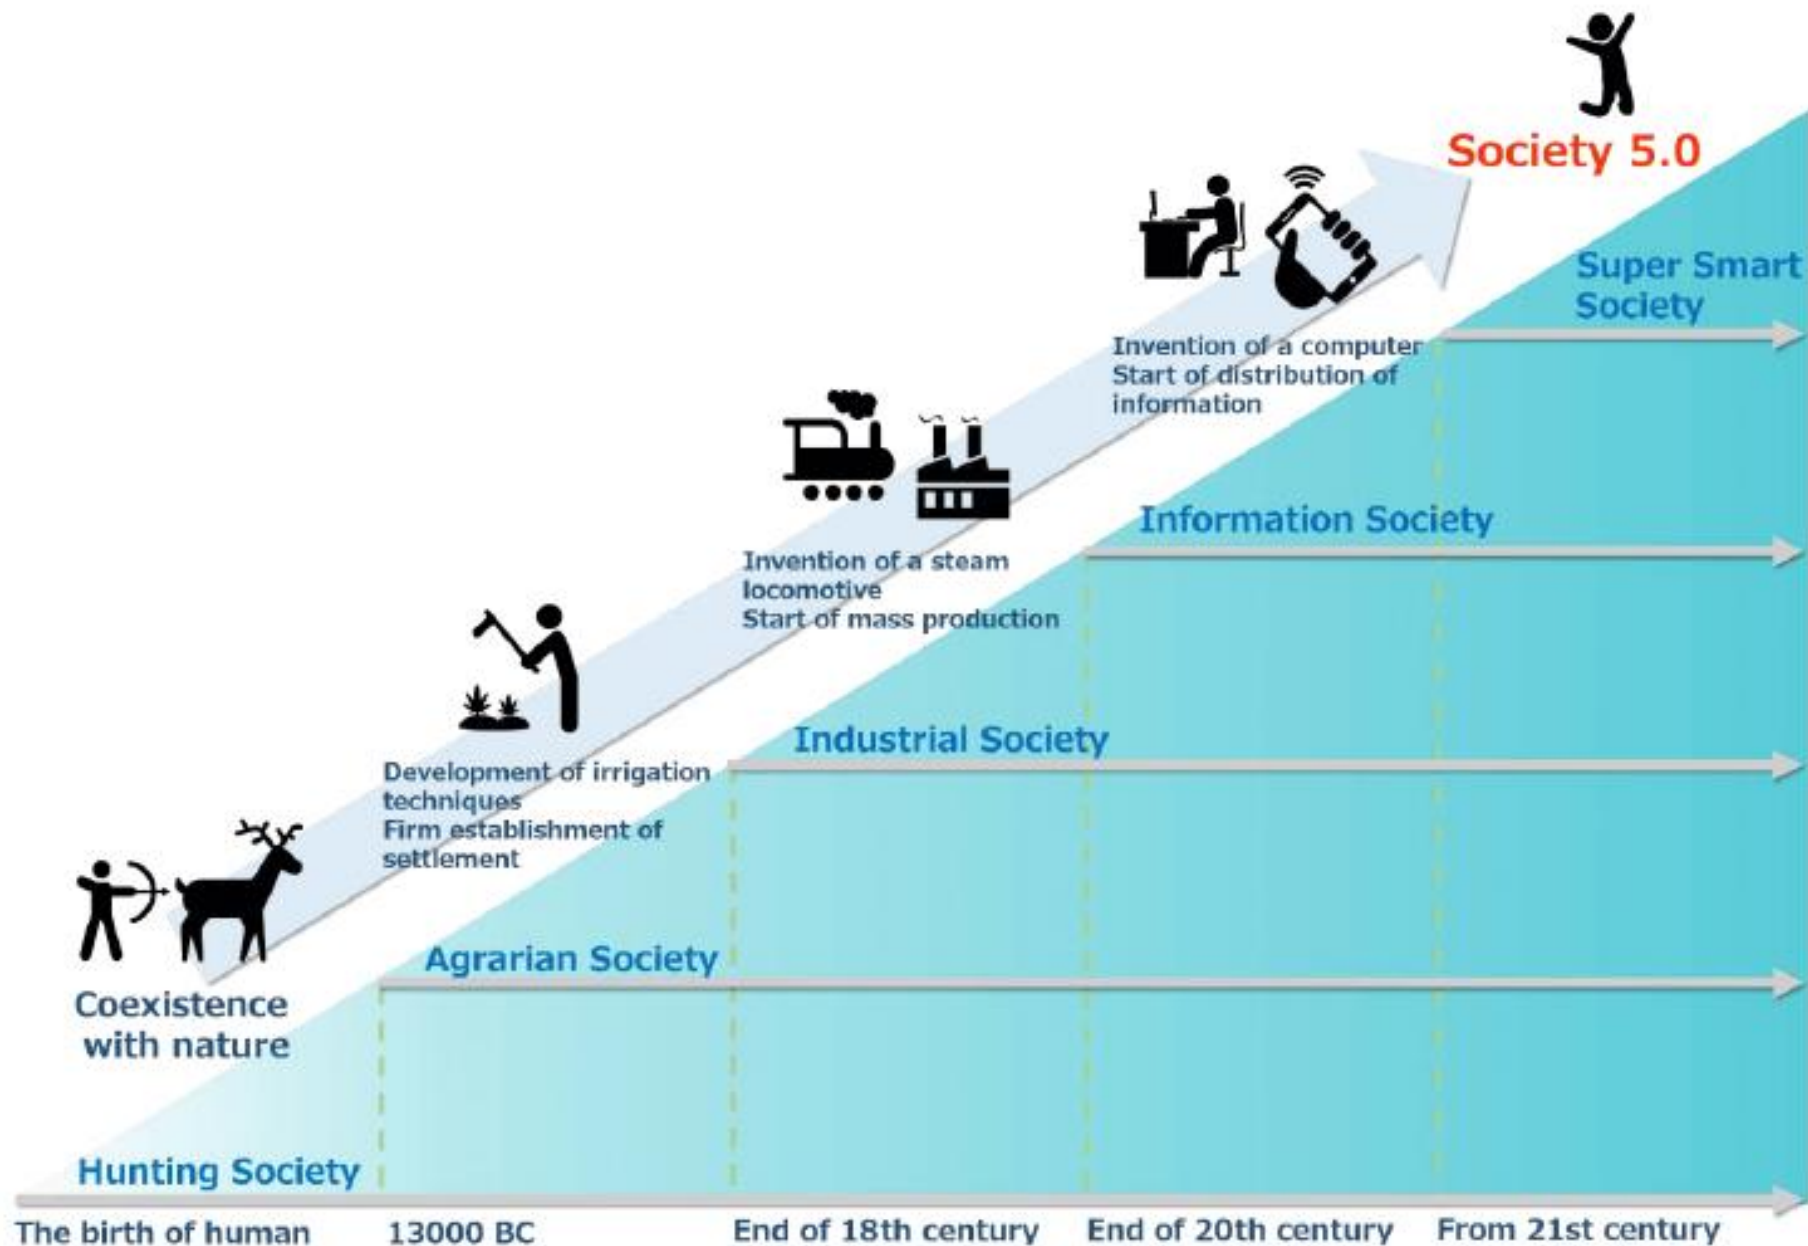 Society 5.0
Super Smart
Society
Invention of a computer
Start of distribution of
information
Information Society
Invention of a steam
locomotive
Start of mass production
Industrial Society
Development of irrigation
techniques
Firm establishment of
settlement
Agrarian Society
Coexistence
with nature
Hunting Society
The birth of human
13000 BC
End of 18th century
End of 20th century
From 21st century